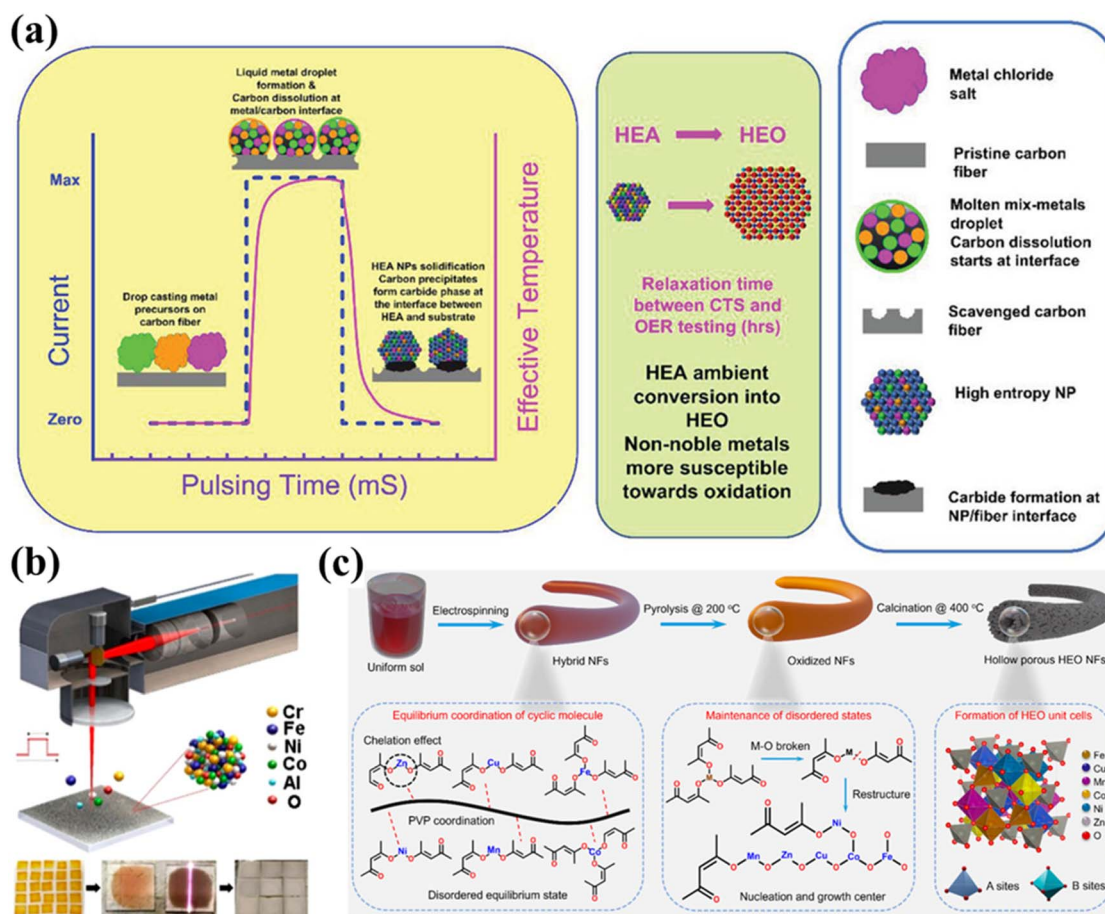 (a)
Liquid metal droplet
formation &
Carbon dissolution at
metal/carbon interface
Max
Current
Drop casting metal
precursors on
carbon fiber
HEA NPs solidification
Carbon precipitates
form carbide phase at
the interface between
HEA and substrate
Zero
Effective Temperature
Pulsing Time (mS)
HEA
HEO
Relaxation time
between CTS and
OER testing (hrs)
HEA ambient
conversion into
HEO
Non-noble metals
more susceptible
towards oxidation
Metal chloride
salt
Pristine carbon
fiber
Molten mix-metals
droplet
Carbon dissolution
starts at interface
Scavenged carbon
fiber
High entropy NP
Carbide formation at
NP/fiber interface
(b)
Cr
Fe
Ni
Co
Al
O
(c)
Uniform sol
Electrospinning
Hybrid NFs
Pyrolysis @ 200 °C
Oxidized NFs
Calcination @ 400 °C
Hollow porous HEO NFs
Equilibrium coordination of cyclic molecule
Chelation effect
O Zn O O
O Cu O O
O Fe O O
PVP coordination
O Ni O O
O Mn O O
O Co O O
Disordered equilibrium state
Maintenance of disordered states
M-O broken
O M O O
Restructure
O Ni O
O Mn O Zn O Cu O Co O Fe O
Nucleation and growth center
Formation of HEO unit cells
Fe
Cu
Mn
Co
Ni
Zn
O
A sites
B sites